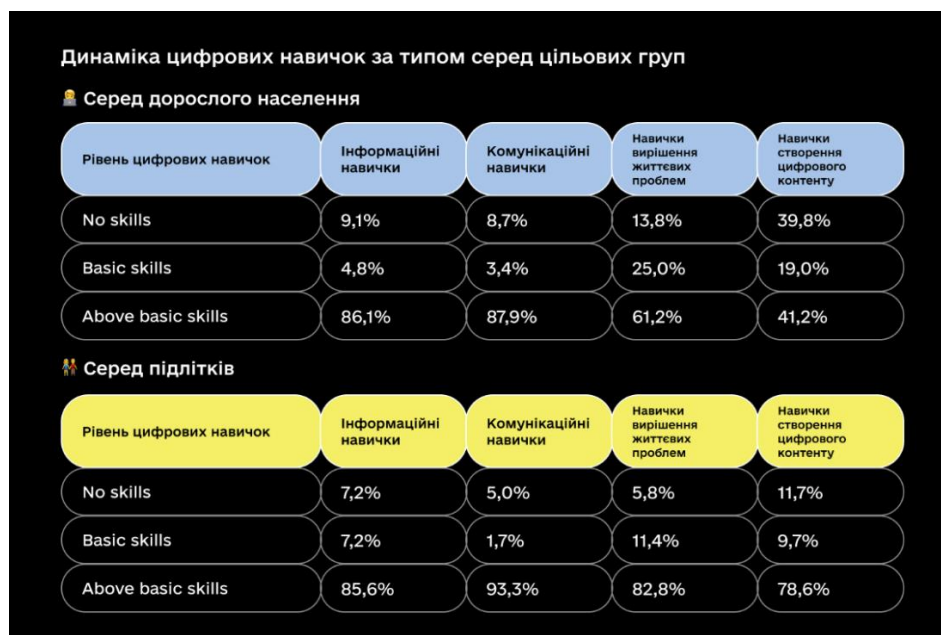 Динаміка цифрових навичок за типом серед цільових груп
Серед дорослого населення
Рівень цифрових навичок
Інформаційні
навички
Комунікаційні
навички
Навички
вирішення
життєвих
проблем
Навички
створення
цифрового
контенту
No skills 9,1% 8,7% 13,8% 39,8%
Basic skills 4,8% 3,4% 25,0% 19,0%
Above basic skills 86,1% 87,9% 61,2% 41,2%
Серед підлітків
Рівень цифрових навичок
Інформаційні
навички
Комунікаційні
навички
Навички
вирішення
життєвих
проблем
Навички
створення
цифрового
контенту
No skills 7,2% 5,0% 5,8% 11,7%
Basic skills 7,2% 1,7% 11,4% 9,7%
Above basic skills 85,6% 93,3% 82,8% 78,6%